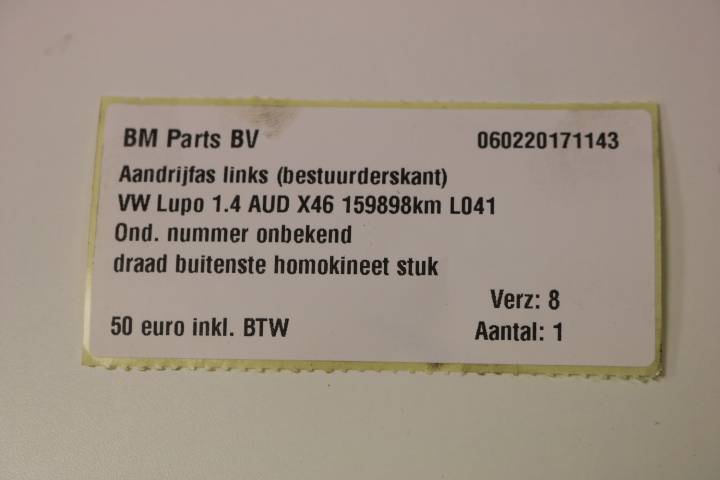 BM Parts BV 060220171143
Aandrijfas links (bestuurderskant)
VW Lupo 1.4 AUD X46 159898km L041
Ond. nummer onbekend
draad buitenste homokineet stuk
Verz: 8
50 euro inkl. BTW Aantal: 1